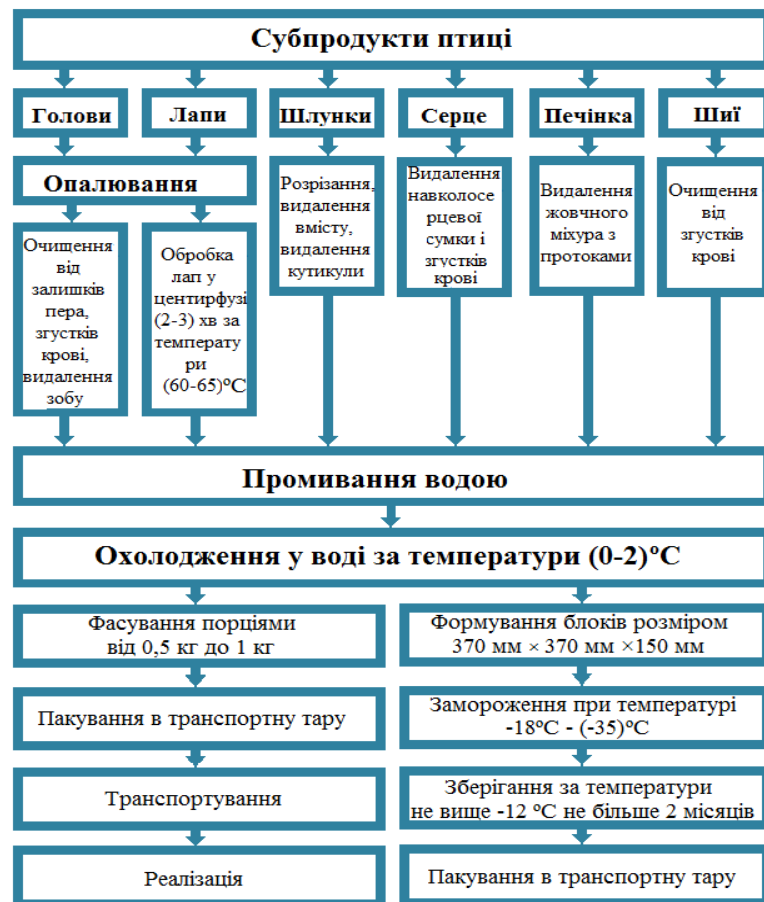 Субпродукти птиці
Голови
Лапи
Шлунки
Серце
Печінка
Шиї
Опалювання
Очищення
від
залишків
пера,
згустків
крові,
видалення
зобу
Обробка
лап у
центирфузі
(2-3) хв за
температу
ри
(60-65)°С
Розрізання,
видалення
вмісту,
видалення
кутикули
Видалення
навколосе
рцевої
сумки і
згустків
крові
Видалення
жовчного
міхура з
протоками
Очищення
від
згустків
крові
Промивання водою
Охолодження у воді за температури (0-2)°С
Фасування порціями
від 0,5 кг до 1 кг
Пакування в транспортну тару
Транспортування
Реалізація
Формування блоків розміром
370 мм × 370 мм ×150 мм
Замороження при температурі
-18°С - (-35)°С
Зберігання за температури
не вище -12 °С не більше 2 місяців
Пакування в транспортну тару